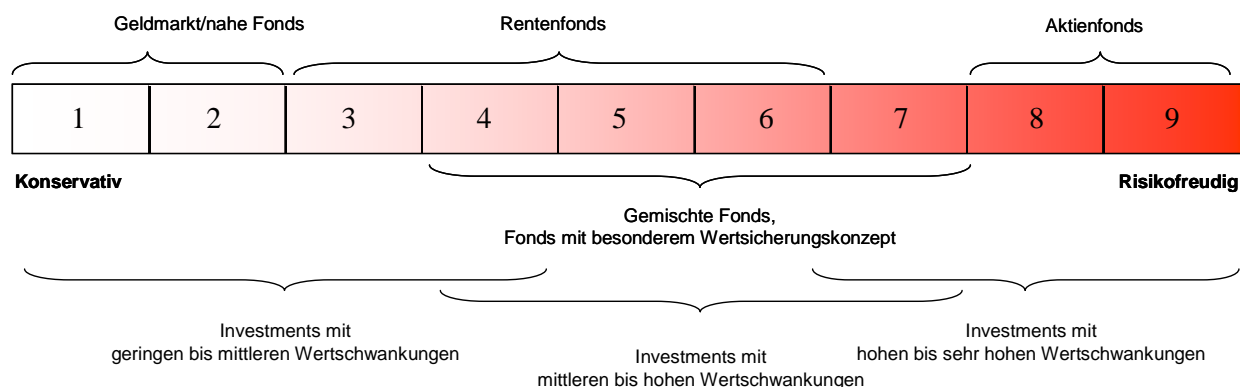 Geldmarkt/nahe Fonds
Rentenfonds
Aktienfonds
1 2 3 4 5 6 7 8 9
Konservativ
Risikofreudig
Gemischte Fonds,
Fonds mit besonderem Wertsicherungskonzept
Investments mit
geringen bis mittleren Wertschwankungen
Investments mit
mittleren bis hohen Wertschwankungen
Investments mit
hohen bis sehr hohen Wertschwankungen